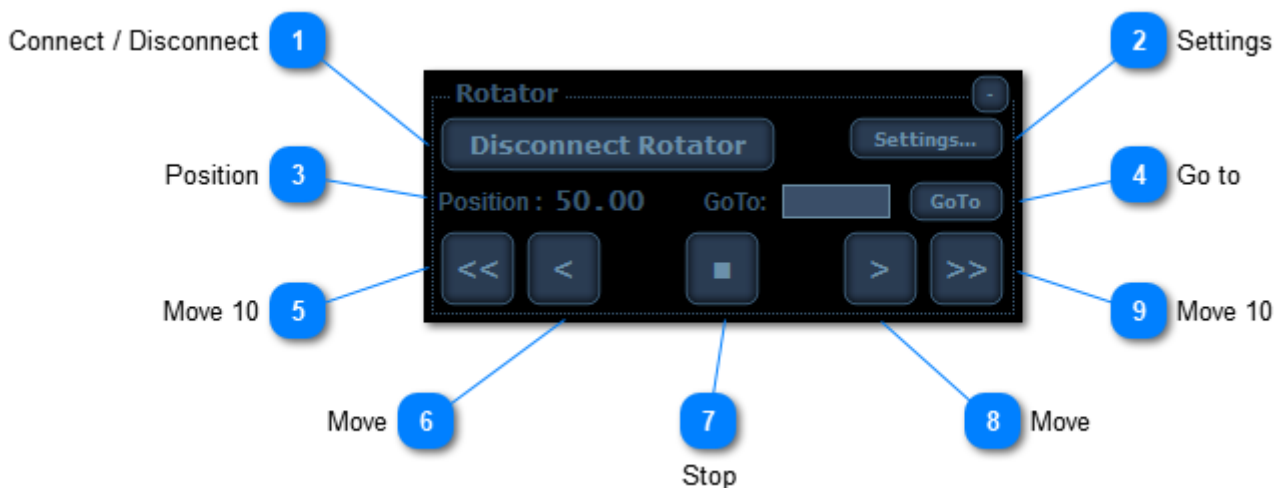 Connect / Disconnect 1
2 Settings
Rotator -
Disconnect Rotator Settings...
Position 3
Position : 50.00 GoTo: GoTo
4 Go to
<< < ■ > >>
Move 10 5
9 Move 10
Move 6
7
8 Move
Stop